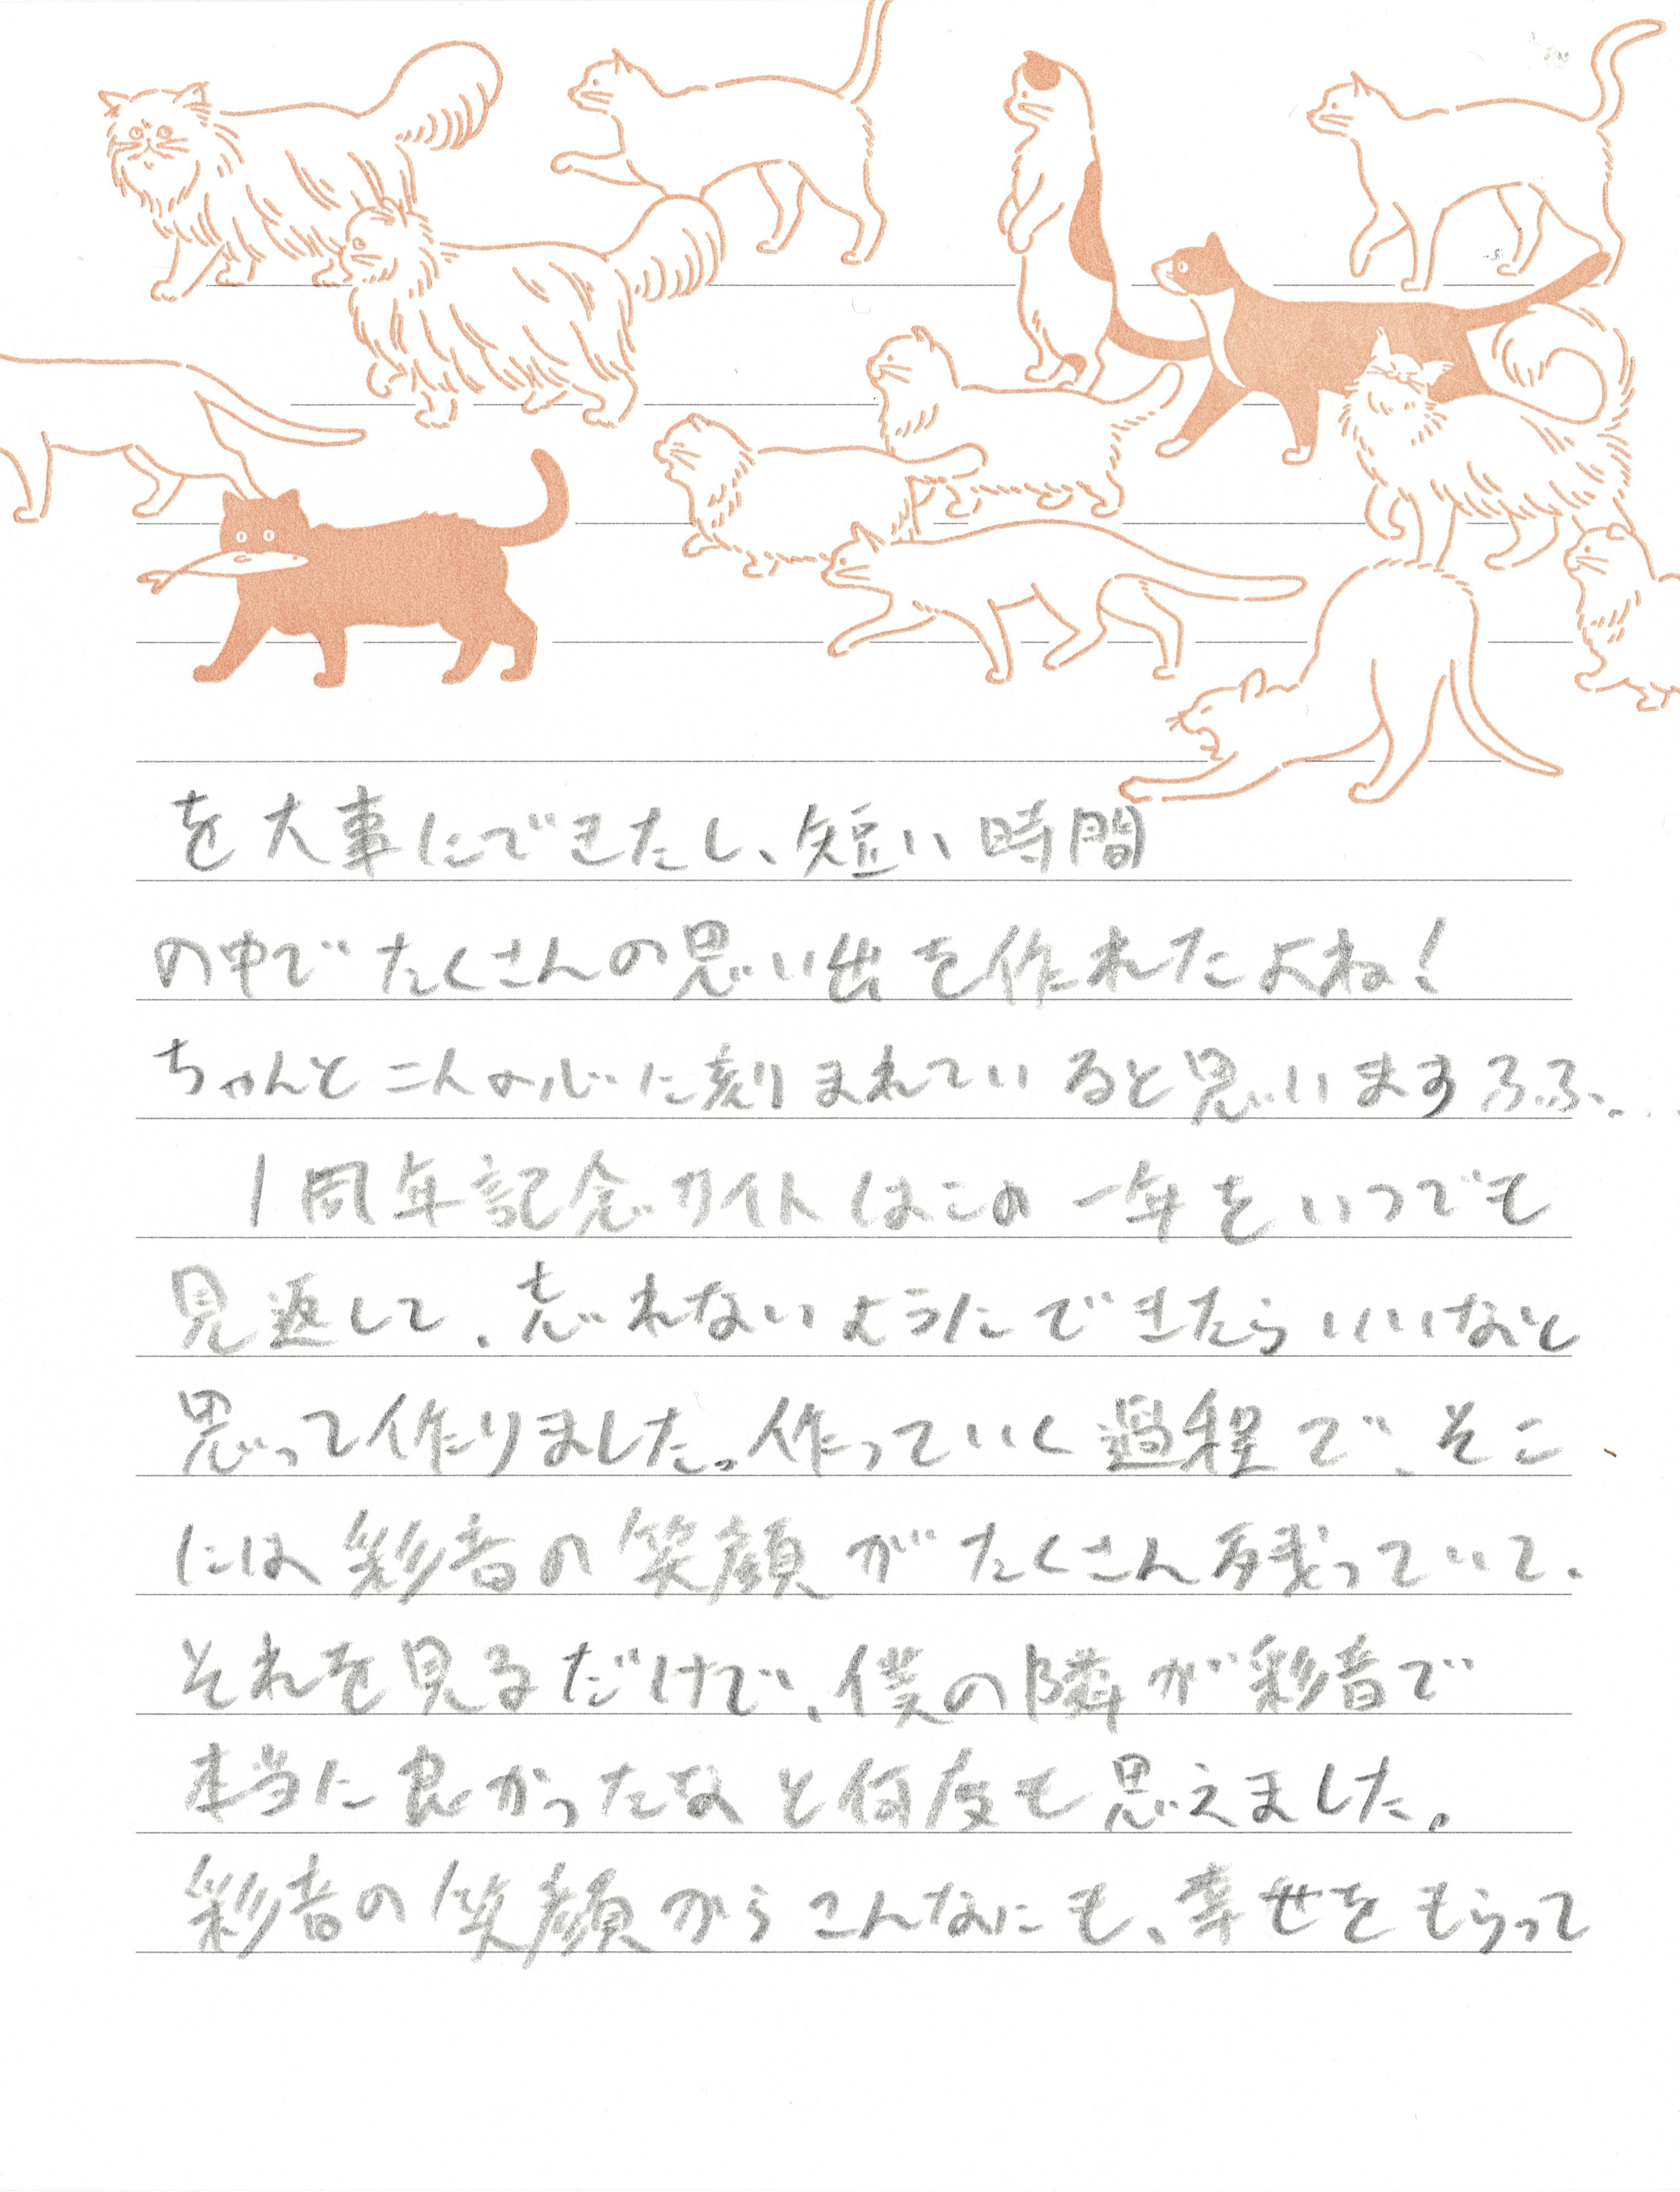 を大事にできたし、短い時間
の中でたくさんの思い出を作れたよね!
ちゃんと二人の心に刻まれていると思いますふふ....
1周年記念サイトはこの一年をいつでも
見返して、忘れないようにできたらいいなと
思って作りました。作っていく過程で、そこ
には彩音の笑顔がたくさん残っていて、
それを見るだけで、僕の隣が彩音で
本当に良かったなと何度も思えました。
彩音の笑顔からこんなにも、幸せをもらって